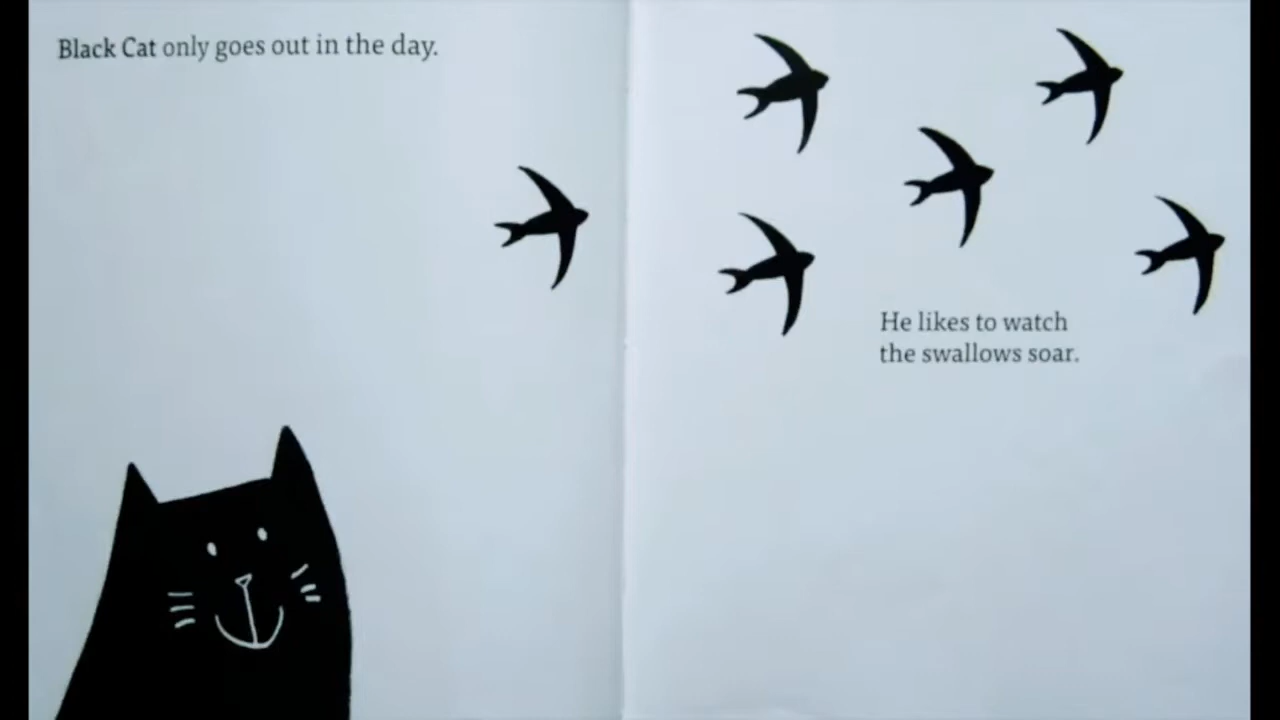 Black Cat only goes out in the day.
He likes to watch
the swallows soar.